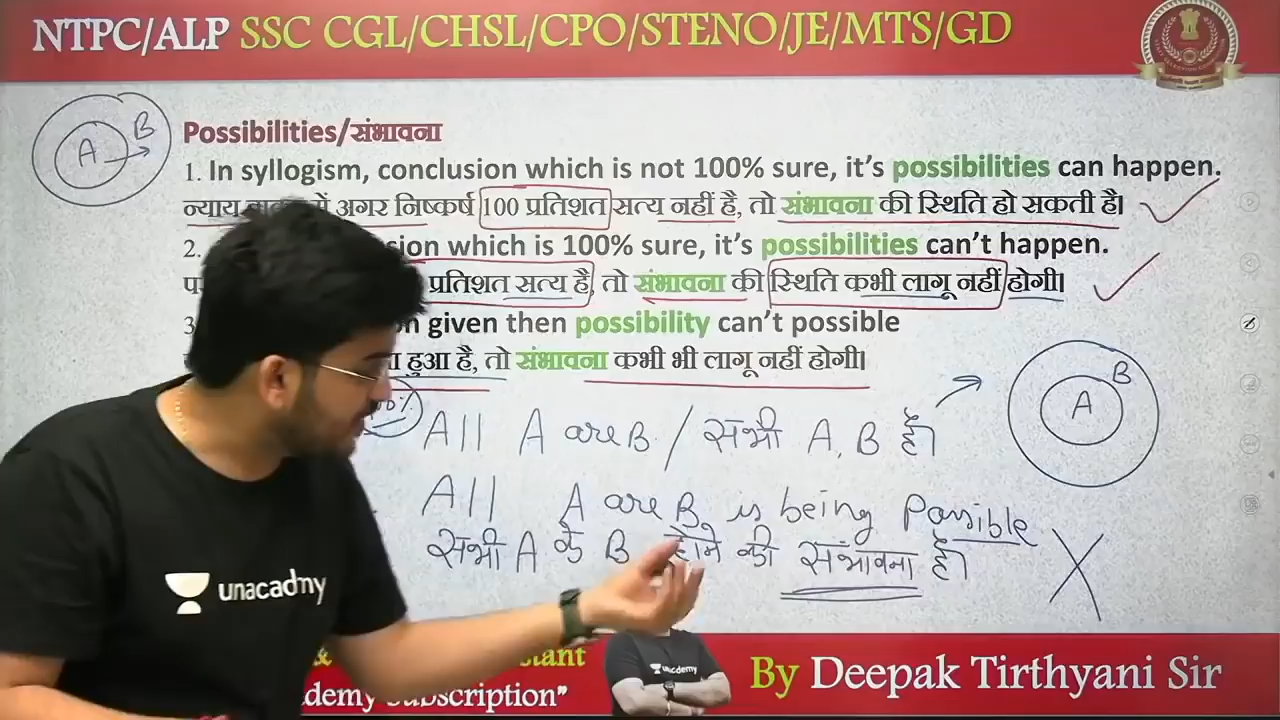 NTPC/ALP SSC CGL/CHSL/CPO/STENO/JE/MTS/GD
A B
Possibilities/संभावना
1. In syllogism, conclusion which is not 100% sure, it's possibilities can happen.
न्याय में अगर निष्कर्ष 100 प्रतिशत सत्य नहीं है, तो संभावना की स्थिति हो सकती है।
2. which is 100% sure, it's possibilities can't happen.
प्रतिशत सत्य है, तो संभावना की स्थिति कभी लागू नहीं होगी।
3 given then possibility can't possible
हुआ है, तो संभावना कभी भी लागू नहीं होगी।
B
A
All A are B / सभी A, B है।
All A are B is being Possible
सभी A के B होने की संभावना है।
unacademy
unacademy
By Deepak Tirthyani Sir